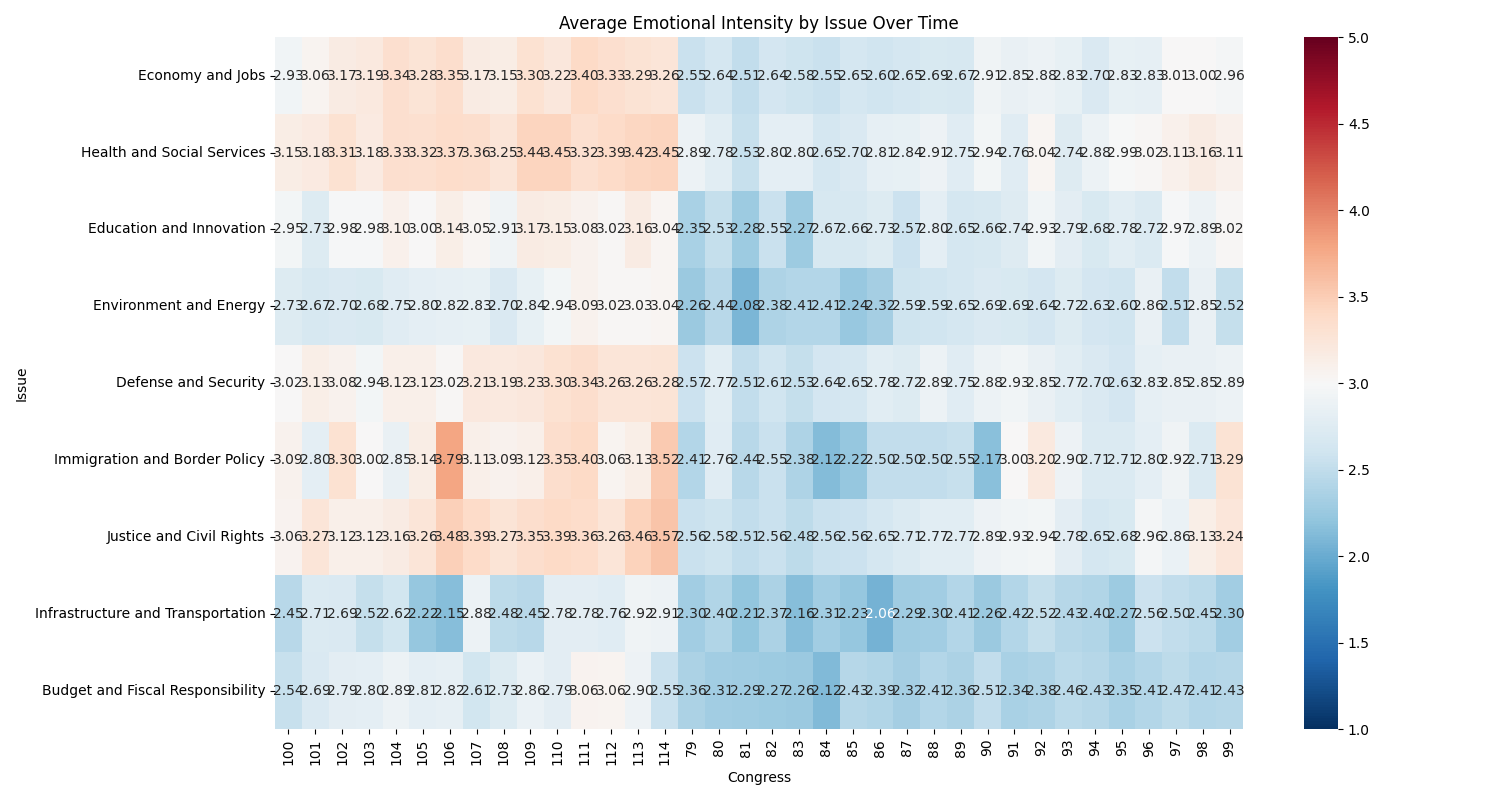 Average Emotional Intensity by Issue Over Time
Economy and Jobs 2.93 3.06 3.17 3.19 3.34 3.28 3.35 3.17 3.15 3.30 3.22 3.40 3.33 3.29 3.26 2.55 2.64 2.51 2.64 2.58 2.55 2.65 2.60 2.65 2.69 2.67 2.91 2.85 2.88 2.83 2.70 2.83 2.83 3.01 3.00 2.96
Health and Social Services 3.15 3.18 3.31 3.18 3.33 3.32 3.37 3.36 3.25 3.44 3.45 3.32 3.39 3.42 3.45 2.89 2.78 2.53 2.80 2.80 2.65 2.70 2.81 2.84 2.91 2.75 2.94 2.76 3.04 2.74 2.88 2.99 3.02 3.11 3.16 3.11
Education and Innovation 2.95 2.73 2.98 2.98 3.10 3.00 3.14 3.05 2.91 3.17 3.15 3.08 3.02 3.16 3.04 2.35 2.53 2.28 2.55 2.27 2.67 2.66 2.73 2.57 2.80 2.65 2.66 2.74 2.93 2.79 2.68 2.78 2.72 2.97 2.89 3.02
Environment and Energy 2.73 2.67 2.70 2.68 2.75 2.80 2.82 2.83 2.70 2.84 2.94 3.09 3.02 3.03 3.04 2.26 2.44 2.08 2.38 2.41 2.41 2.24 2.32 2.59 2.59 2.65 2.69 2.69 2.64 2.72 2.63 2.60 2.86 2.51 2.85 2.52
Defense and Security 3.02 3.13 3.08 2.94 3.12 3.12 3.02 3.21 3.19 3.23 3.30 3.34 3.26 3.26 3.28 2.57 2.77 2.51 2.61 2.53 2.64 2.65 2.78 2.72 2.89 2.75 2.88 2.93 2.85 2.77 2.70 2.63 2.83 2.85 2.85 2.89
Immigration and Border Policy 3.09 2.80 3.30 3.00 2.85 3.14 3.79 3.11 3.09 3.12 3.35 3.40 3.06 3.13 3.52 2.41 2.76 2.44 2.55 2.38 2.12 2.22 2.50 2.50 2.50 2.55 2.17 3.00 3.20 2.90 2.71 2.71 2.80 2.92 2.71 3.29
Justice and Civil Rights 3.06 3.27 3.12 3.12 3.16 3.26 3.48 3.39 3.27 3.35 3.39 3.36 3.26 3.46 3.57 2.56 2.58 2.51 2.56 2.48 2.56 2.56 2.65 2.71 2.77 2.77 2.89 2.93 2.94 2.78 2.65 2.68 2.96 2.86 3.13 3.24
Infrastructure and Transportation 2.45 2.71 2.69 2.52 2.62 2.22 2.15 2.88 2.48 2.45 2.78 2.78 2.76 2.92 2.91 2.30 2.40 2.21 2.37 2.16 2.31 2.23 2.06 2.29 2.30 2.41 2.26 2.42 2.52 2.43 2.40 2.27 2.56 2.50 2.45 2.30
Budget and Fiscal Responsibility 2.54 2.69 2.79 2.80 2.89 2.81 2.82 2.61 2.73 2.86 2.79 3.06 3.06 2.90 2.55 2.36 2.31 2.29 2.27 2.26 2.12 2.43 2.39 2.32 2.41 2.36 2.51 2.34 2.38 2.46 2.43 2.35 2.41 2.47 2.41 2.43
100 101 102 103 104 105 106 107 108 109 110 111 112 113 114 79 80 81 82 83 84 85 86 87 88 89 90 91 92 93 94 95 96 97 98 99
Congress
Issue
5.0
4.5
4.0
3.5
3.0
2.5
2.0
1.5
1.0